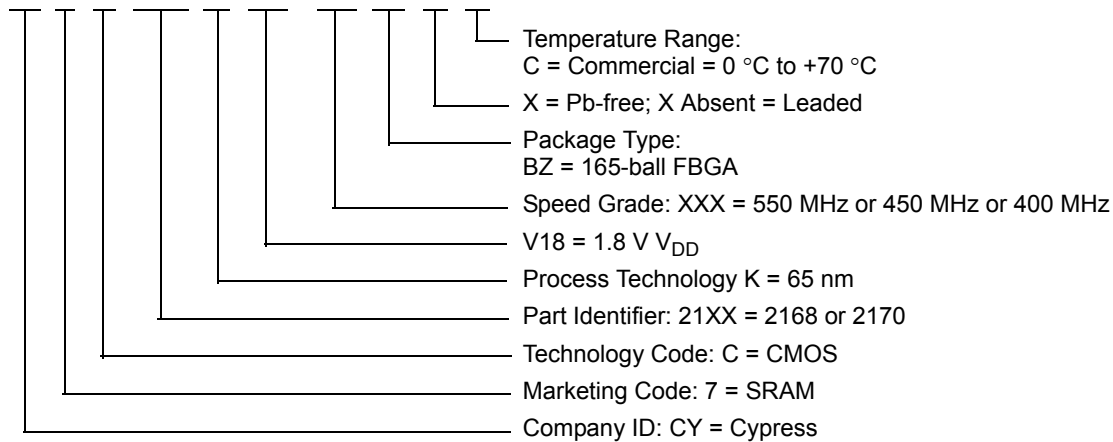 Temperature Range:
C = Commercial = 0 °C to +70 °C
X = Pb-free; X Absent = Leaded
Package Type:
BZ = 165-ball FBGA
Speed Grade: XXX = 550 MHz or 450 MHz or 400 MHz
V18 = 1.8 V VDD
Process Technology K = 65 nm
Part Identifier: 21XX = 2168 or 2170
Technology Code: C = CMOS
Marketing Code: 7 = SRAM
Company ID: CY = Cypress